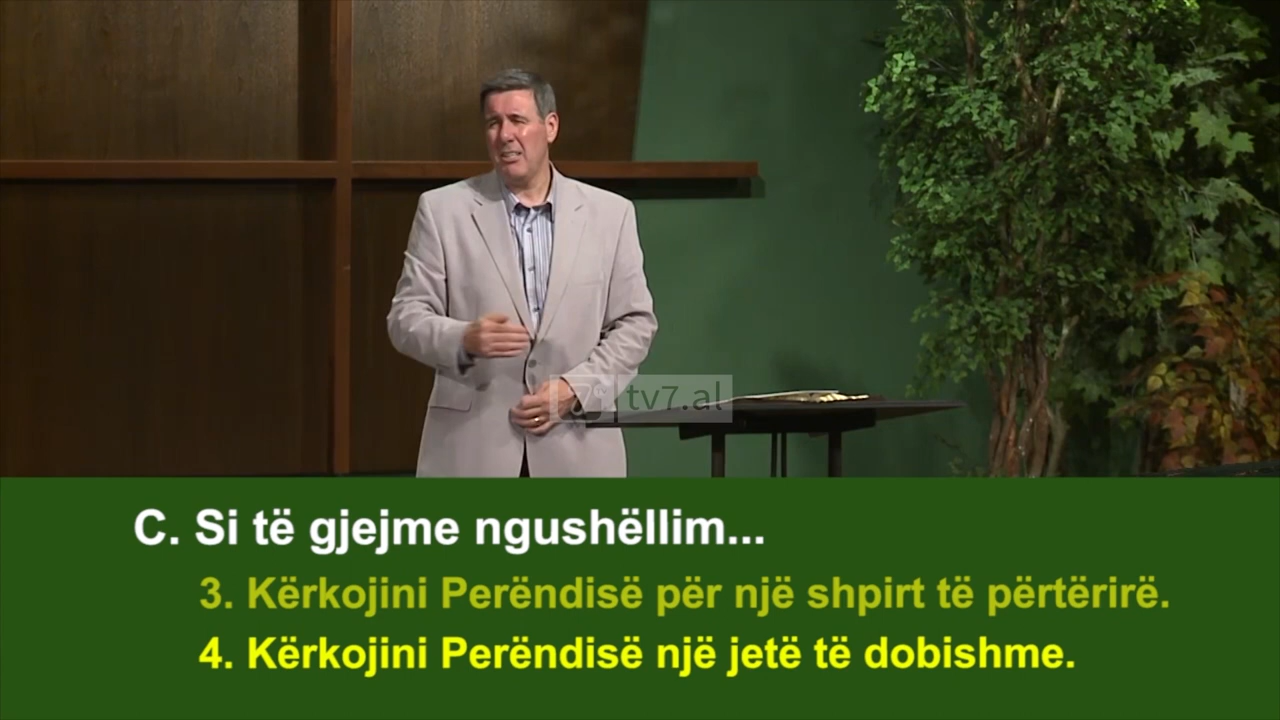 tv7.al
C. Si të gjejme ngushëllim...
3. Kërkojini Perëndisë për një shpirt të përtërirë.
4. Kërkojini Perëndisë një jetë të dobishme.